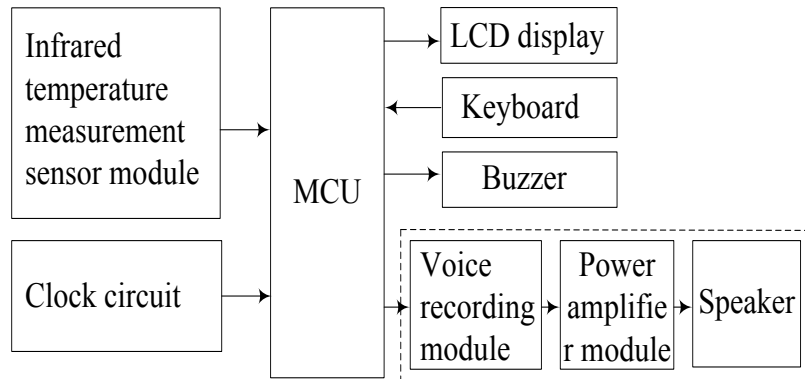 Infrared
temperature
measurement
sensor module
Clock circuit
MCU
LCD display
Keyboard
Buzzer
Voice
recording
module
Power
amplifie
r module
Speaker